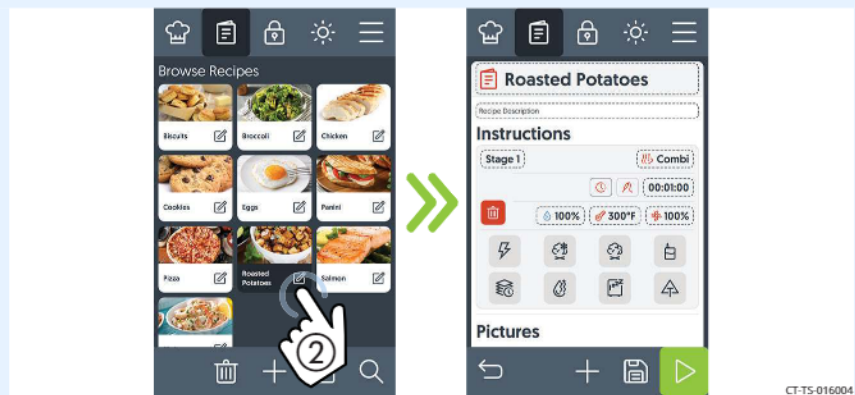 Browse Recipes
Biscuits
Broccoli
Chicken
Cookies
Eggs
Panini
Pizza
Roasted
Potatoes
Salmon
2
Roasted Potatoes
Recipe Description
Instructions
Stage 1
Combi
00:01:00
100%
300°F
100%
Pictures
CT-TS-016004